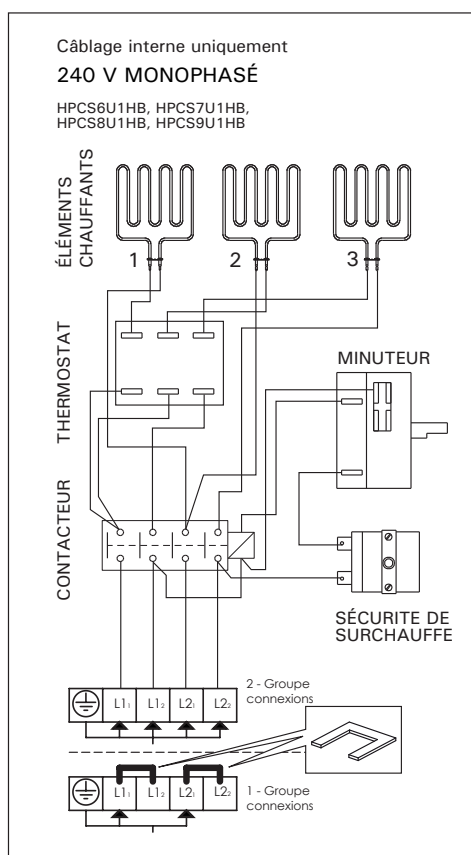 Câblage interne uniquement
240 V MONOPHASÉ
HPCS6U1HB, HPCS7U1HB,
HPCS8U1HB, HPCS9U1HB
ÉLÉMENTS
CHAUFFANTS
1
2
3
THERMOSTAT
MINUTEUR
CONTACTEUR
SÉCURITE DE
SURCHAUFFE
2 - Groupe
connexions
L1₁ L1₂ L2₁ L2₂
L1₁ L1₂ L2₁ L2₂
1 - Groupe
connexions